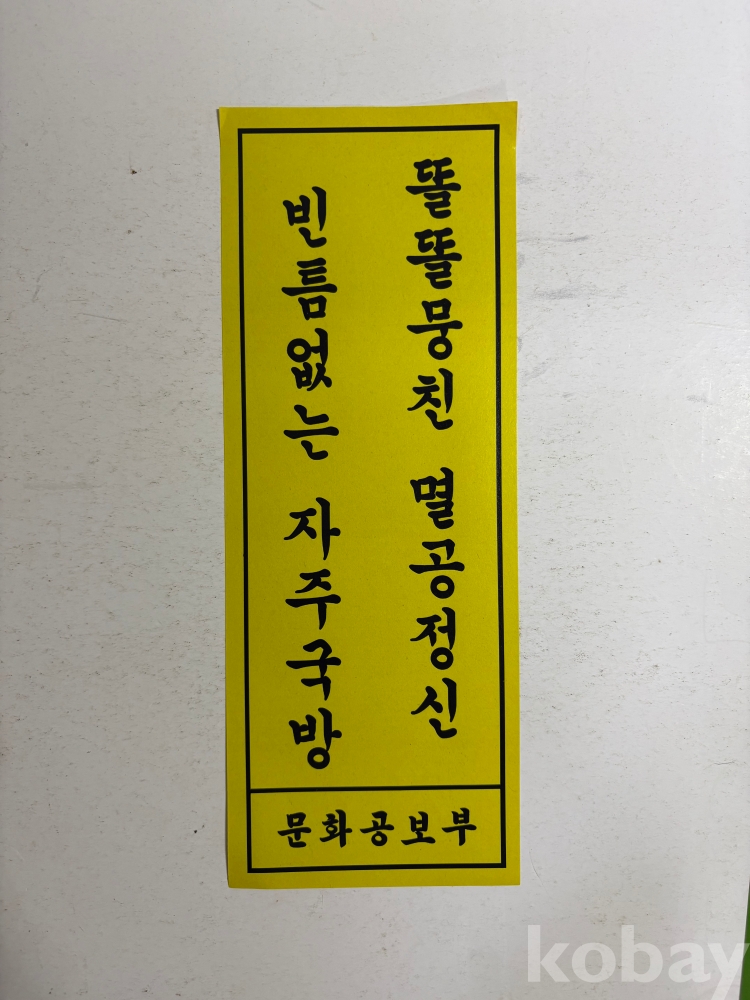 똘똘뭉친 멸공정신
빈틈없는 자주국방
문화공보부
kobay